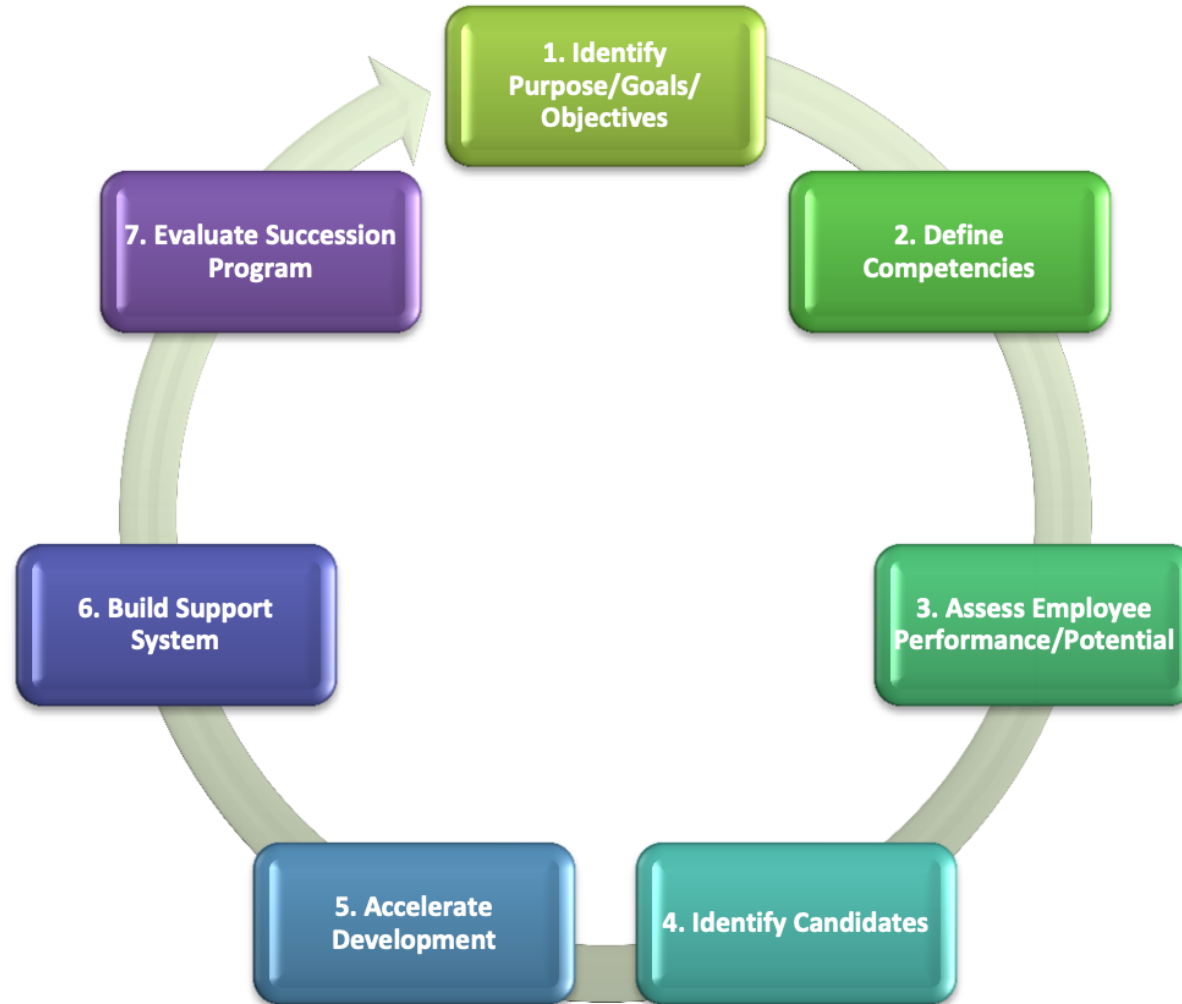 1. Identify
Purpose/Goals/
Objectives
2. Define
Competencies
3. Assess Employee
Performance/Potential
4. Identify Candidates
5. Accelerate
Development
6. Build Support
System
7. Evaluate Succession
Program